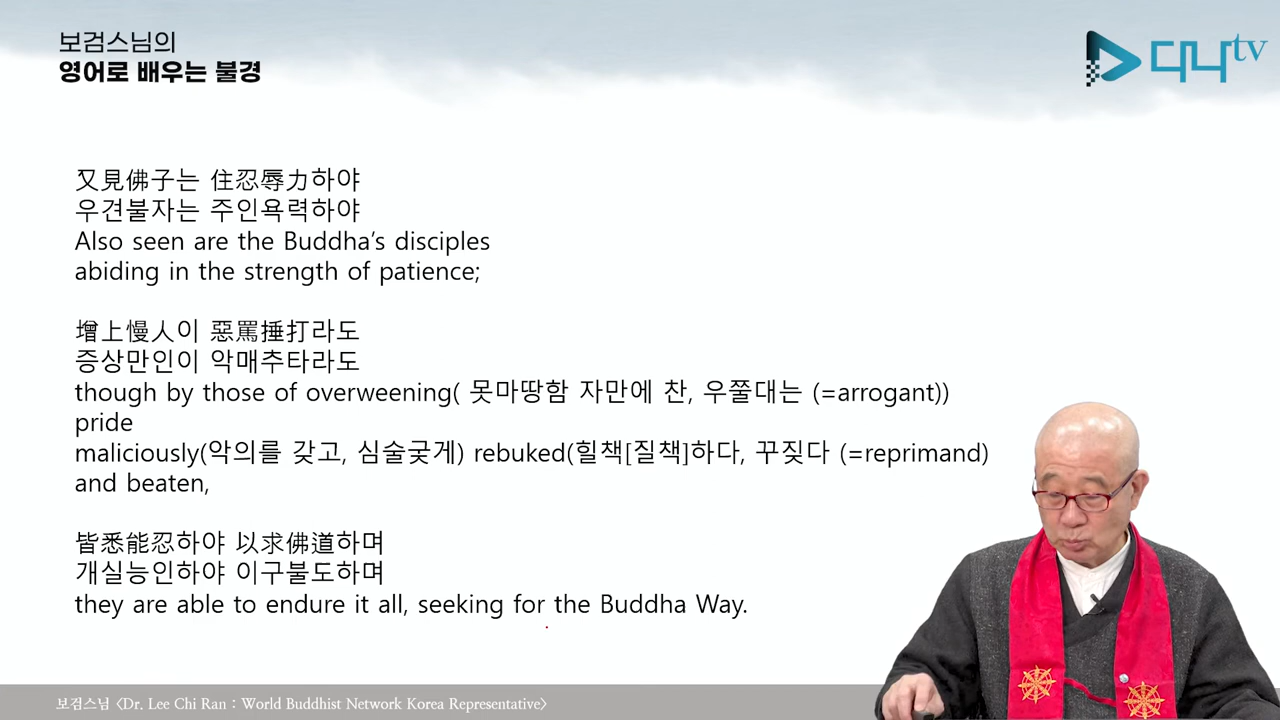 보검스님의
영어로 배우는 불경
다나tv
又見佛子는 住忍辱力하야
우견불자는 주인욕력하야
Also seen are the Buddha’s disciples
abiding in the strength of patience;
增上慢人이 惡罵捶打라도
증상만인이 악매추타라도
though by those of overweening( 못마땅함 자만에 찬, 우쭐대는 (=arrogant))
pride
maliciously(악의를 갖고, 심술궂게) rebuked(힐책[질책]하다, 꾸짖다 (=reprimand)
and beaten,
皆悉能忍하야 以求佛道하며
개실능인하야 이구불도하며
they are able to endure it all, seeking for the Buddha Way.
보검스님 〈Dr. Lee Chi Ran : World Buddhist Network Korea Representative〉